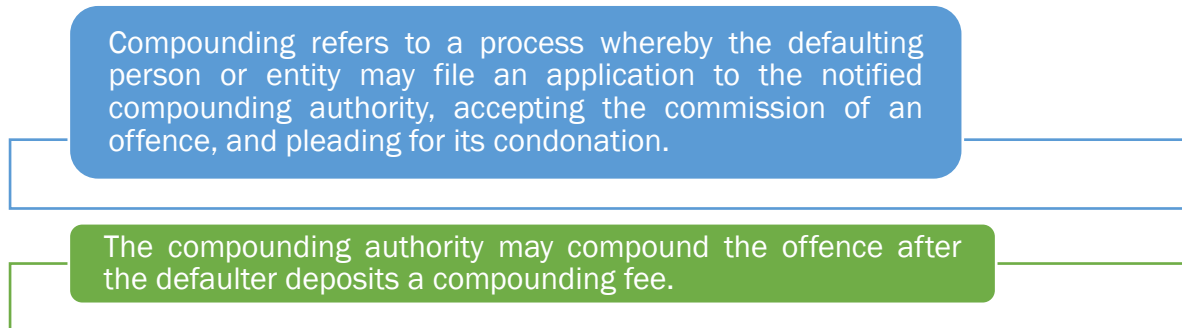 Compounding refers to a process whereby the defaulting
person or entity may file an application to the notified
compounding authority, accepting the commission of an
offence, and pleading for its condonation.
The compounding authority may compound the offence after
the defaulter deposits a compounding fee.